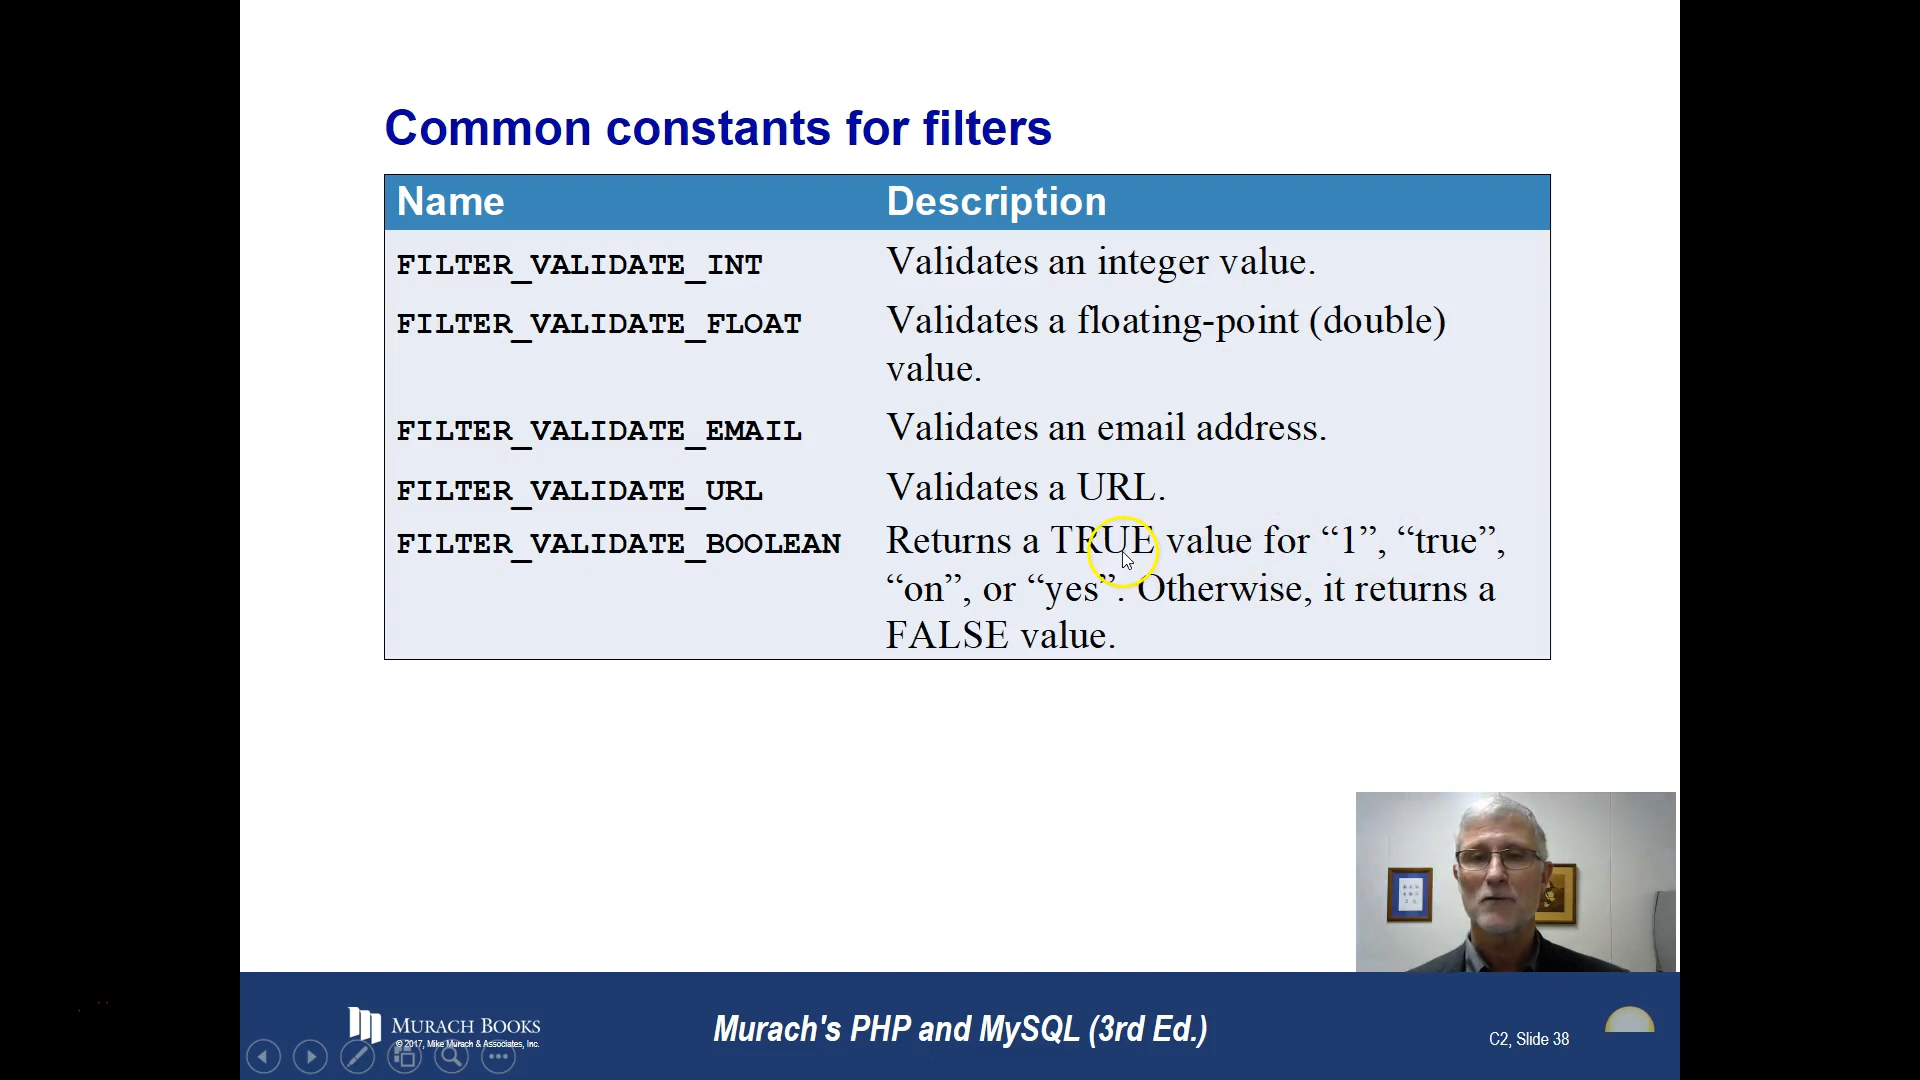 Common constants for filters
Name Description
FILTER_VALIDATE_INT Validates an integer value.
FILTER_VALIDATE_FLOAT Validates a floating-point (double)
value.
FILTER_VALIDATE_EMAIL Validates an email address.
FILTER_VALIDATE_URL Validates a URL.
FILTER_VALIDATE_BOOLEAN Returns a TRUE value for “1”, “true”,
“on”, or “yes”. Otherwise, it returns a
FALSE value.
MURACH BOOKS
© 2017, Mike Murach & Associates, Inc.
Murach's PHP and MySQL (3rd Ed.)
C2, Slide 38